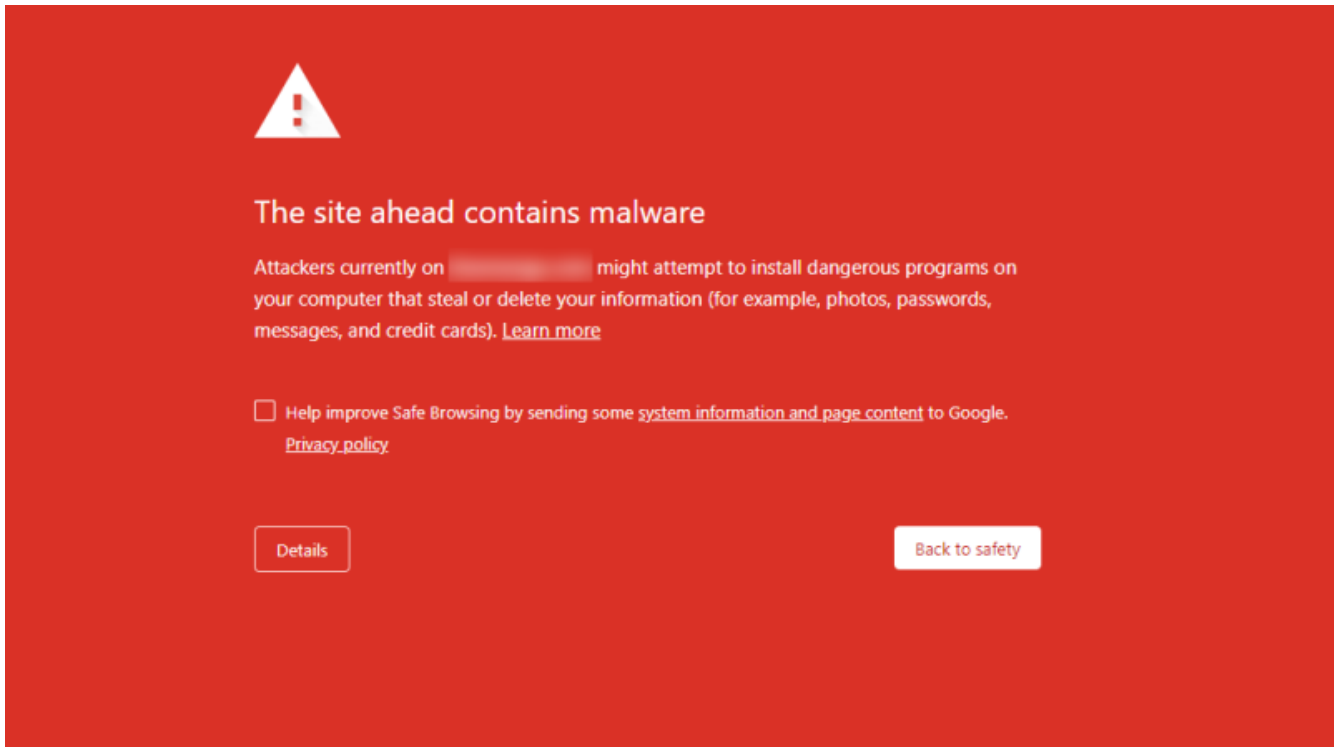 The site ahead contains malware
Attackers currently on might attempt to install dangerous programs on
your computer that steal or delete your information (for example, photos, passwords,
messages, and credit cards). Learn more
Help improve Safe Browsing by sending some system information and page content to Google.
Privacy policy
Details
Back to safety